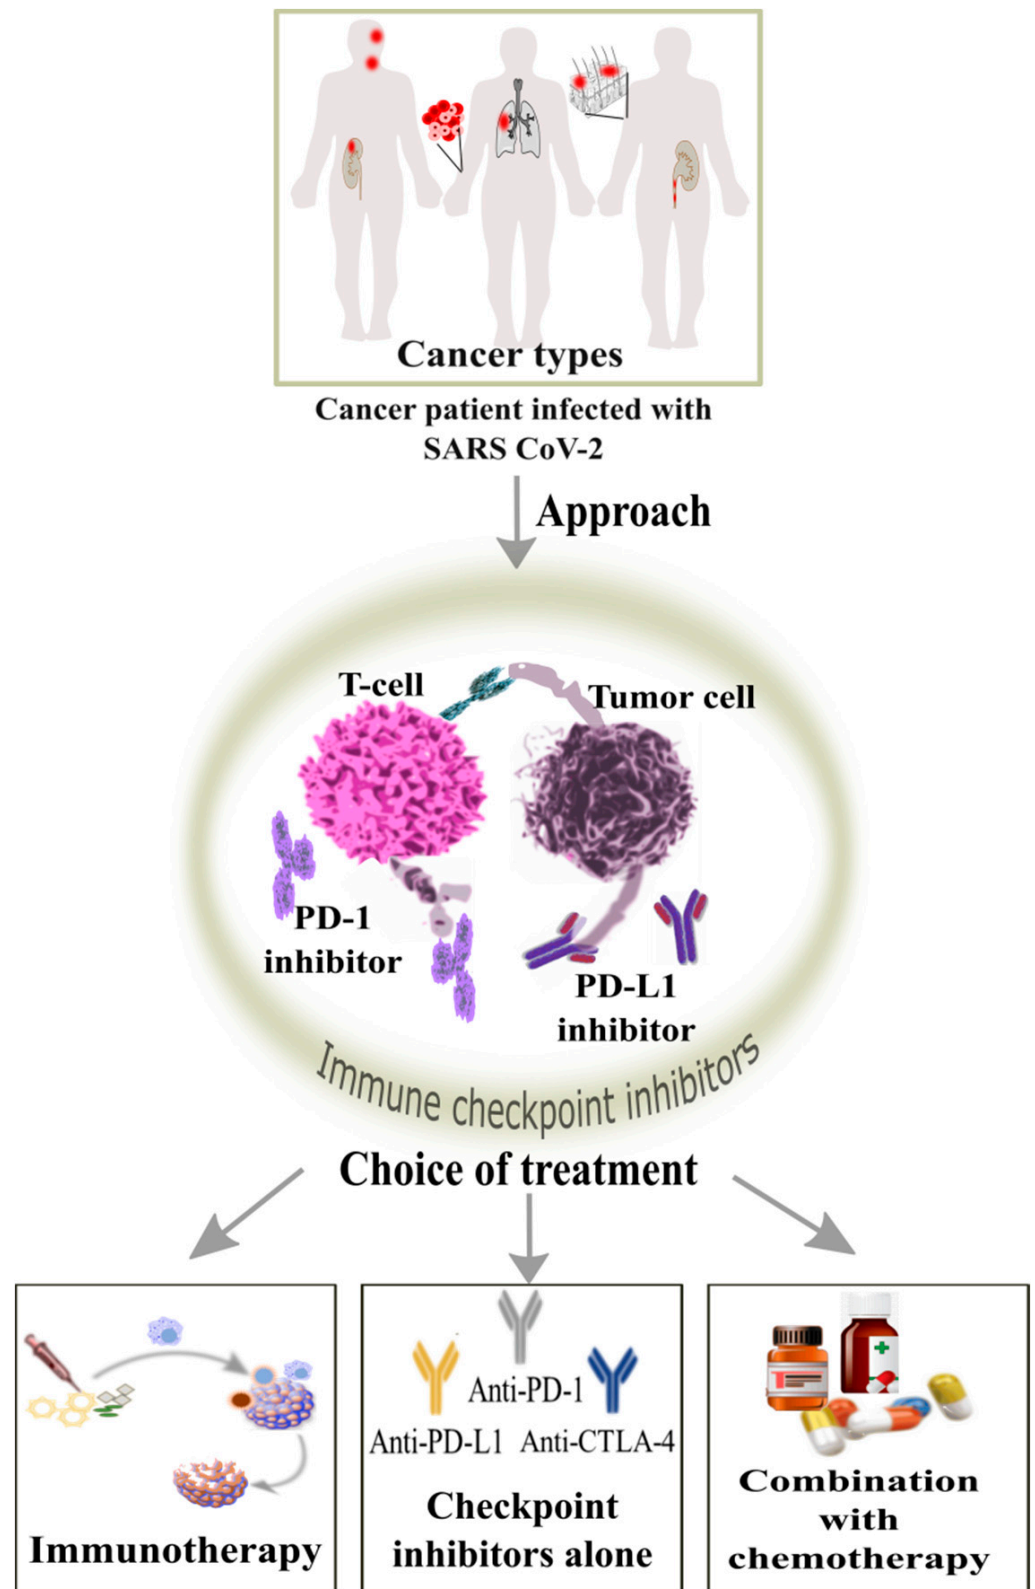 Cancer types
Cancer patient infected with
SARS CoV-2
Approach
T-cell
Tumor cell
PD-1
inhibitor
PD-L1
inhibitor
Immune checkpoint inhibitors
Choice of treatment
Immunotherapy
Anti-PD-1
Anti-PD-L1 Anti-CTLA-4
Checkpoint
inhibitors alone
Combination
with
chemotherapy